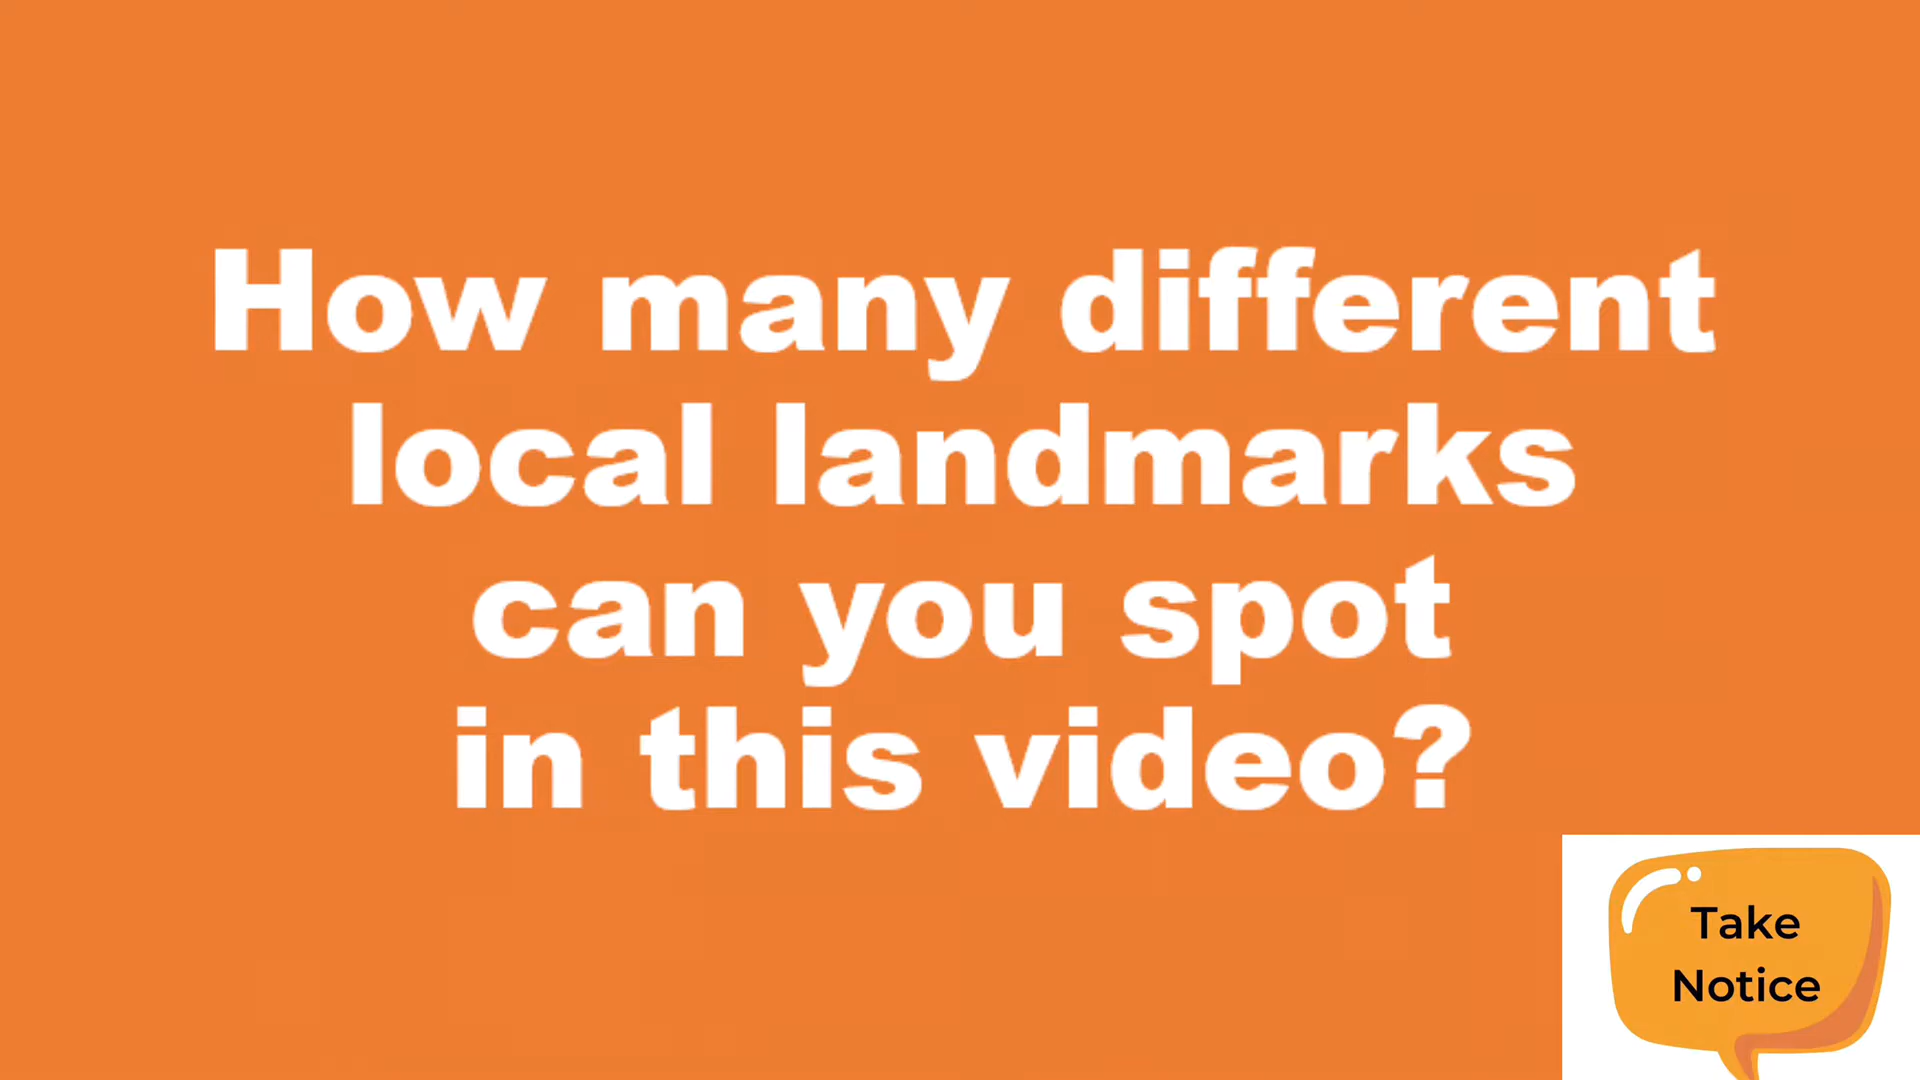 How many different
local landmarks
can you spot
in this video?
Take
Notice